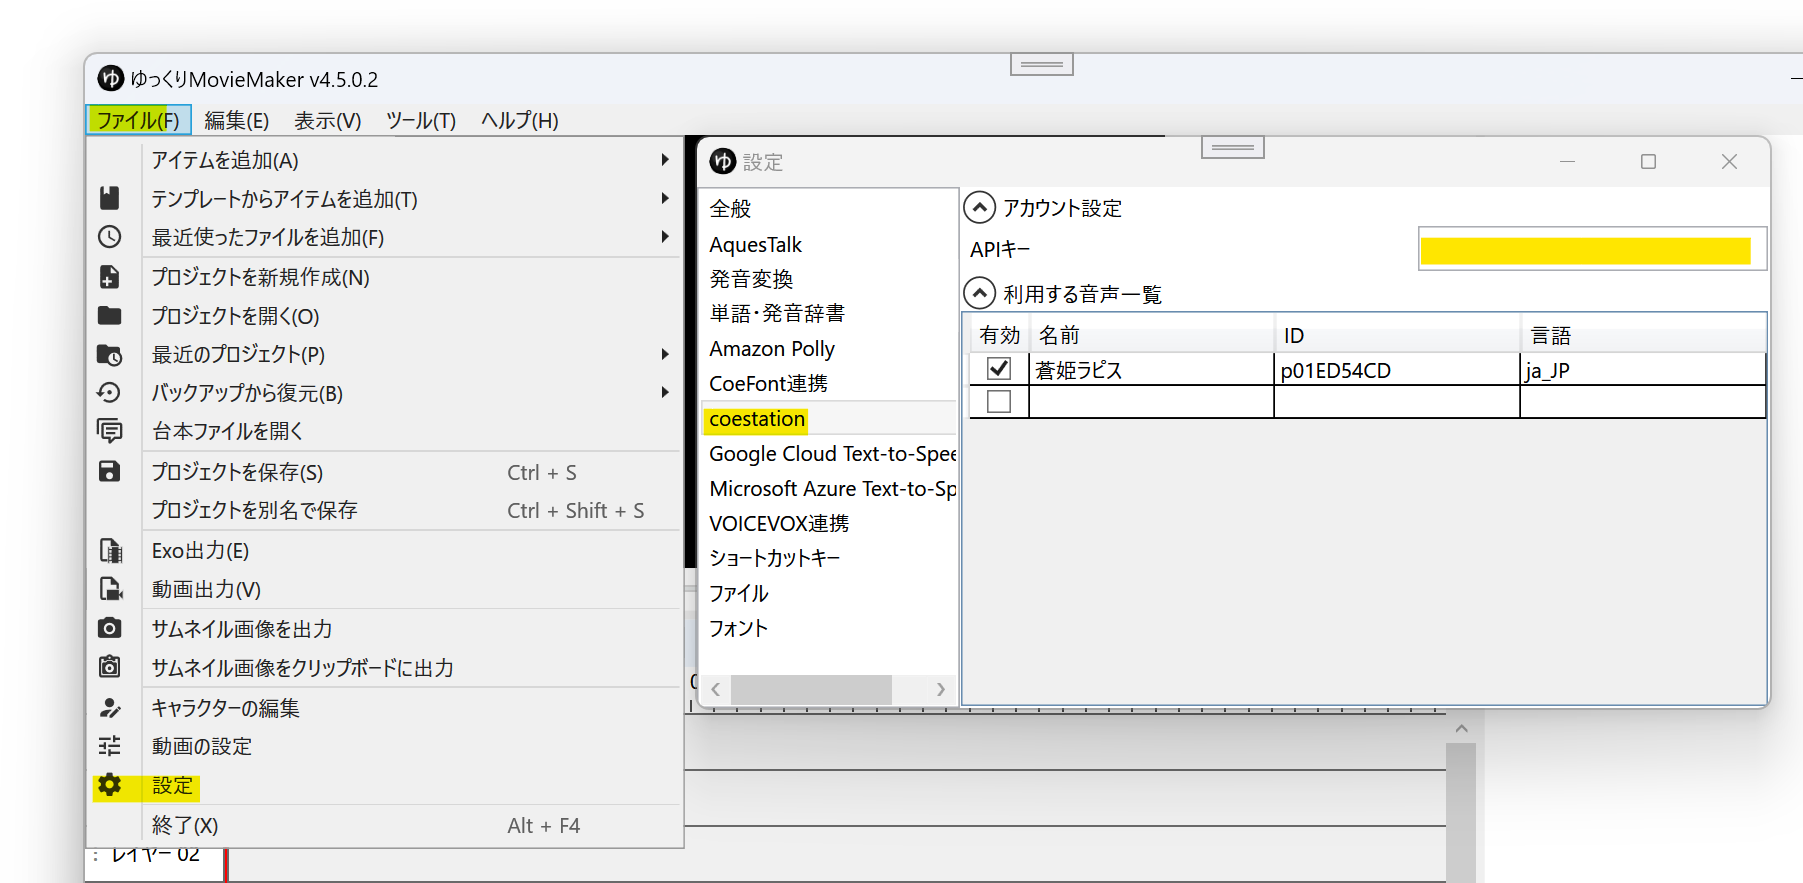 ゆ ゆっくりMovieMaker v4.5.0.2
ファイル(F) 編集(E) 表示(V) ツール(T) ヘルプ(H)
アイテムを追加(A)
テンプレートからアイテムを追加(T)
最近使ったファイルを追加(F)
プロジェクトを新規作成(N)
プロジェクトを開く(O)
最近のプロジェクト(P)
バックアップから復元(B)
台本ファイルを開く
プロジェクトを保存(S) Ctrl + S
プロジェクトを別名で保存 Ctrl + Shift + S
Exo出力(E)
動画出力(V)
サムネイル画像を出力
サムネイル画像をクリップボードに出力
キャラクターの編集
動画の設定
設定
終了(X) Alt + F4
レイヤー 02
ゆ 設定
全般
AquesTalk
発音変換
単語・発音辞書
Amazon Polly
CoeFont連携
coestation
Google Cloud Text-to-Spee
Microsoft Azure Text-to-Sp
VOICEVOX連携
ショートカットキー
ファイル
フォント
アカウント設定
APIキー
利用する音声一覧
有効 名前 ID 言語
蒼姫ラピス p01ED54CD ja_JP